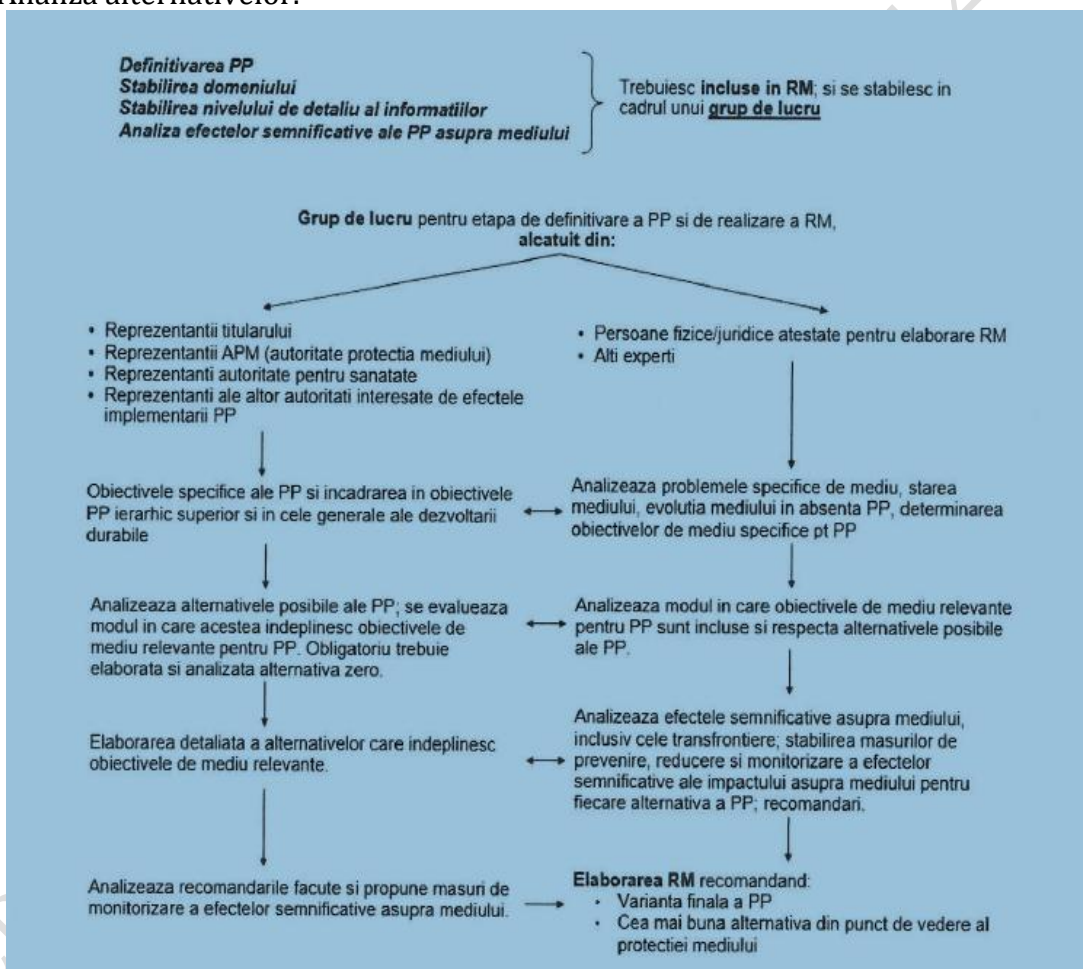 Analiza alternativelor:
Definitivarea PP
Stabilirea domeniului
Stabilirea nivelului de detaliu al informatiilor
Analiza efectelor semnificative ale PP asupra mediului
Trebuiesc incluse in RM; si se stabilesc in
cadrul unui grup de lucru
Grup de lucru pentru etapa de definitivare a PP si de realizare a RM,
alcatuit din:
• Reprezentantii titularului
• Reprezentantii APM (autoritate protectia mediului)
• Reprezentanti autoritate pentru sanatate
• Reprezentanti ale altor autoritati interesate de efectele
implementarii PP
• Persoane fizice/juridice atestate pentru elaborare RM
• Alti experti
Obiectivele specifice ale PP si incadrarea in obiectivele
PP ierarhic superior si in cele generale ale dezvoltarii
durabile
Analizeaza problemele specifice de mediu, starea
mediului, evolutia mediului in absenta PP, determinarea
obiectivelor de mediu specifice pt PP
Analizeaza alternativele posibile ale PP; se evalueaza
modul in care acestea indeplinesc obiectivele de
mediu relevante pentru PP. Obligatoriu trebuie
elaborata si analizata alternativa zero.
Analizeaza modul in care obiectivele de mediu relevante
pentru PP sunt incluse si respecta alternativele posibile
ale PP.
Elaborarea detaliata a alternativelor care indeplinesc
obiectivele de mediu relevante.
Analizeaza efectele semnificative asupra mediului,
inclusiv cele transfrontiere; stabilirea masurilor de
prevenire, reducere si monitorizare a efectelor
semnificative ale impactului asupra mediului pentru
fiecare alternativa a PP; recomandari.
Analizeaza recomandarile facute si propune masuri de
monitorizare a efectelor semnificative asupra mediului.
Elaborarea RM recomandand:
• Varianta finala a PP
• Cea mai buna alternativa din punct de vedere al
protectiei mediului